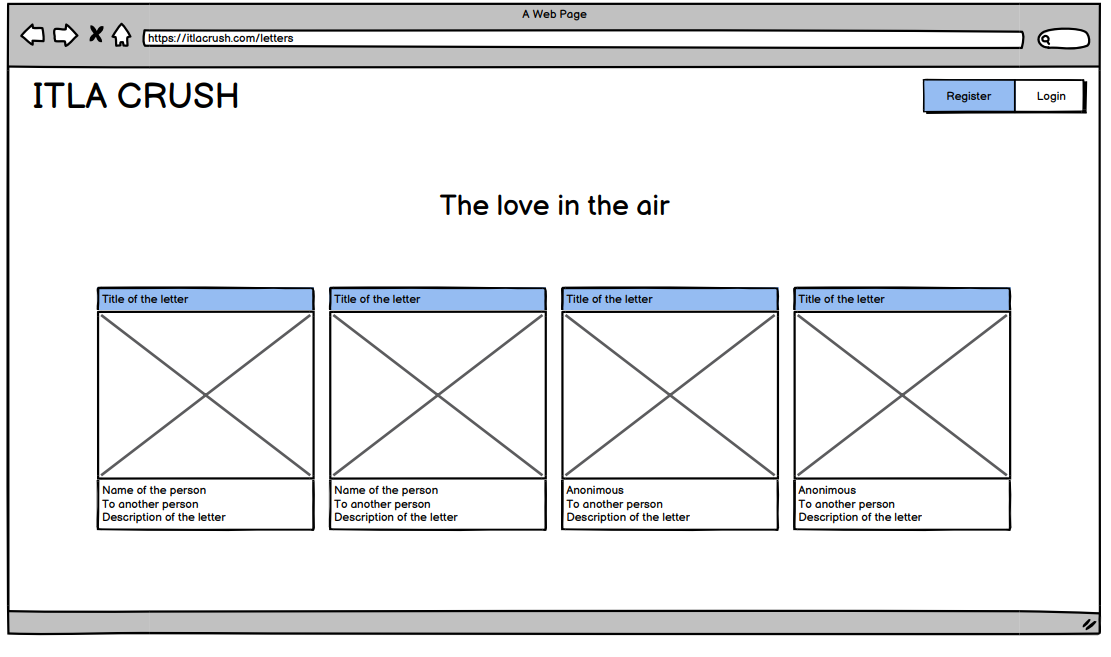 A Web Page
https://itlacrush.com/letters
ITLA CRUSH
Register
Login
The love in the air
Title of the letter
Title of the letter
Title of the letter
Title of the letter
Name of the person
To another person
Description of the letter
Name of the person
To another person
Description of the letter
Anonimous
To another person
Description of the letter
Anonimous
To another person
Description of the letter